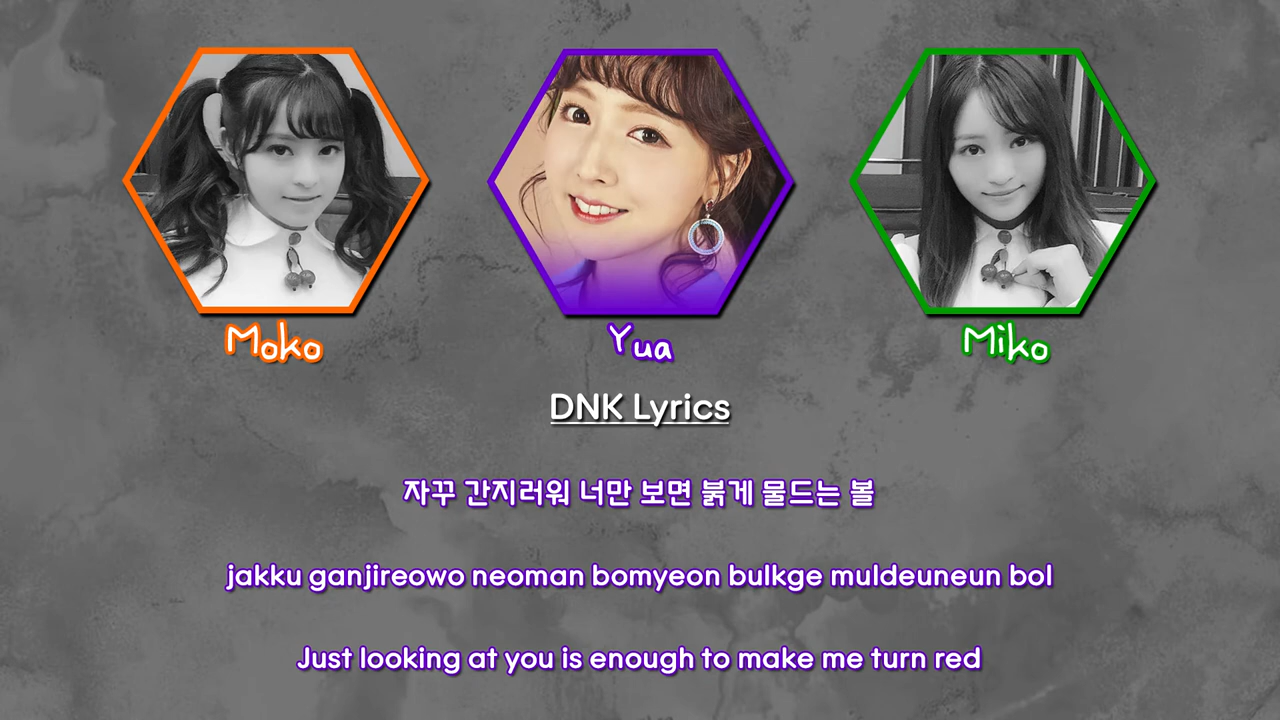 Moko
Yua
Miko
DNK Lyrics
자꾸 간지러워 너만 보면 붉게 물드는 볼
jakku ganjireowo neoman bomyeon bulkge muldeuneun bol
Just looking at you is enough to make me turn red